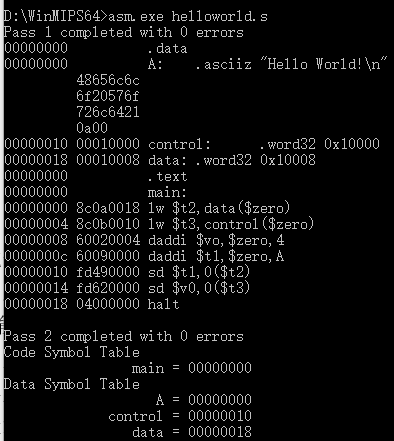 D:\WinMIPS64>asm.exe helloworld.s
Pass 1 completed with 0 errors
00000000          .data
00000000          A:    .asciiz "Hello World!\n"
         48656c6c
         6f20576f
         726c6421
         0a00
00000010 00010000 control:      .word32 0x10000
00000018 00010008 data: .word32 0x10008
00000000          .text
00000000          main:
00000000 8c0a0018 lw $t2,data($zero)
00000004 8c0b0010 lw $t3,control($zero)
00000008 60020004 daddi $vo,$zero,4
0000000c 60090000 daddi $t1,$zero,A
00000010 fd490000 sd $t1,0($t2)
00000014 fd620000 sd $v0,0($t3)
00000018 04000000 halt
Pass 2 completed with 0 errors
Code Symbol Table
                main = 00000000
Data Symbol Table
                   A = 00000000
             control = 00000010
                data = 00000018